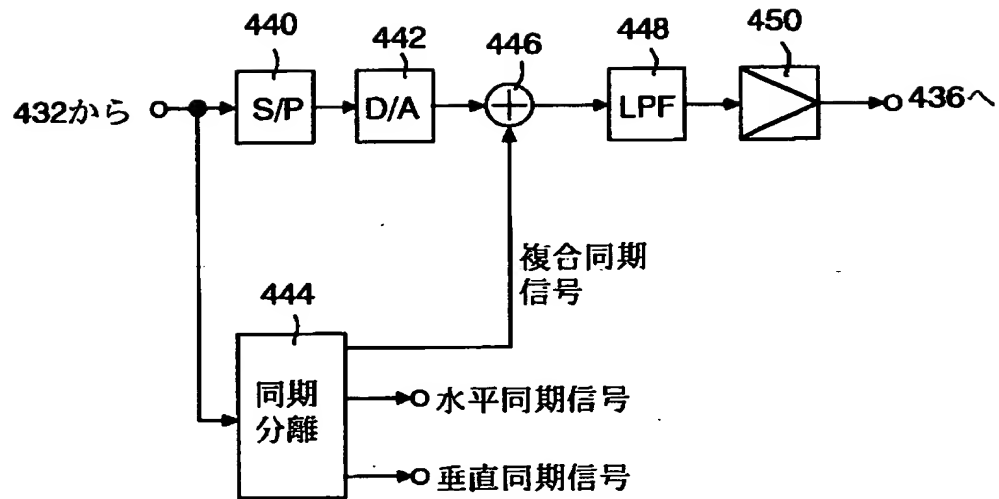 440
442
446
448
450
432から
S/P
D/A
LPF
436へ
複合同期
信号
444
同期
分離
水平同期信号
垂直同期信号